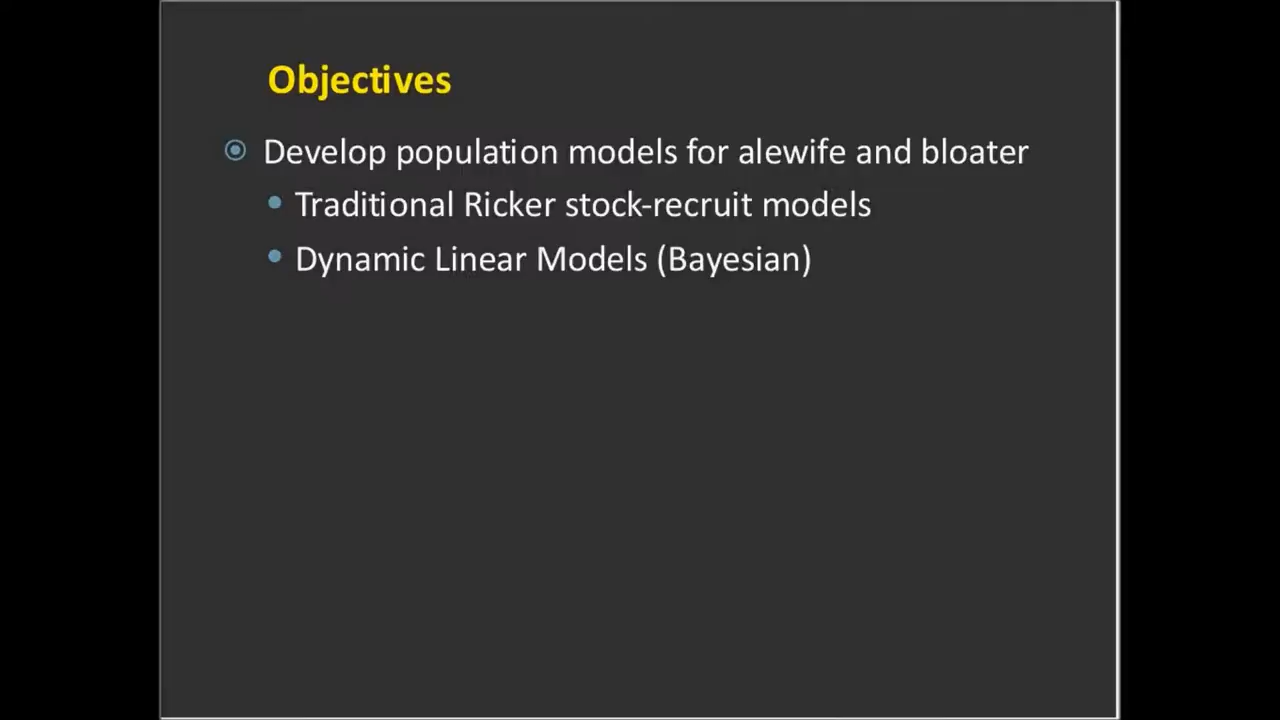 Objectives
Develop population models for alewife and bloater
Traditional Ricker stock-recruit models
Dynamic Linear Models (Bayesian)